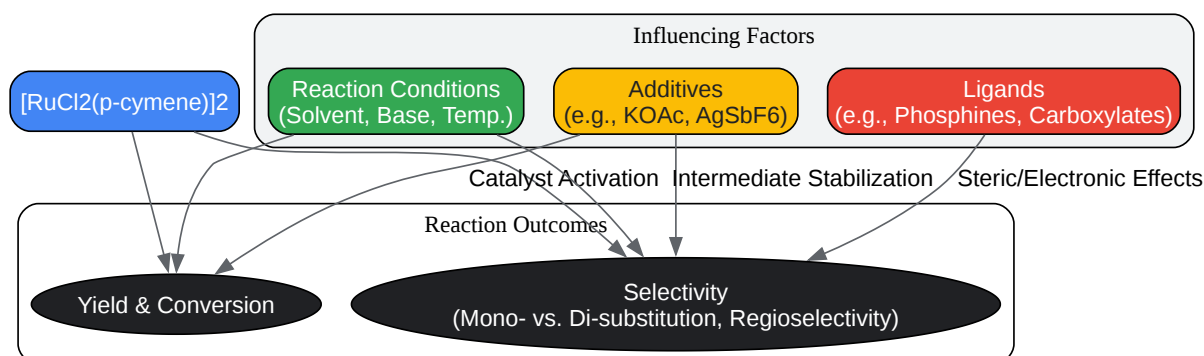 Influencing Factors
[RuCl2(p-cymene)]2
Reaction Conditions
(Solvent, Base, Temp.)
Additives
(e.g., KOAc, AgSbF6)
Ligands
(e.g., Phosphines, Carboxylates)
Catalyst Activation
Intermediate Stabilization
Steric/Electronic Effects
Reaction Outcomes
Yield & Conversion
Selectivity
(Mono- vs. Di-substitution, Regioselectivity)